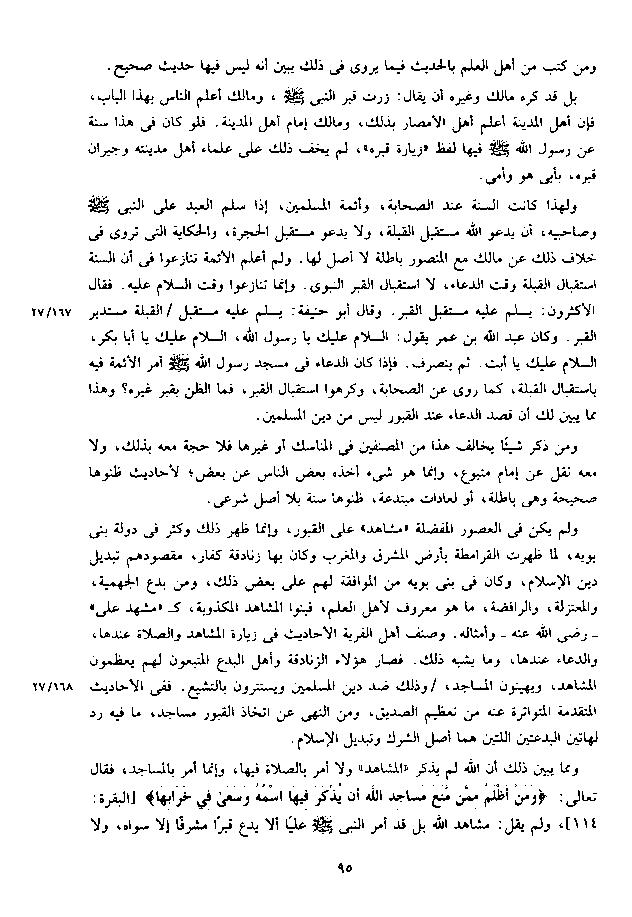 ومن كتب من أهل العلم بالحديث فيما يروى فى ذلك يبين أنه ليس فيها حديث صحيح.
بل قد كره مالك وغيره أن يقال: زرت قبر النبى ﷺ ، ومالك أعلم الناس بهذا الباب،
فإن أهل المدينة أعلم أهل الأمصار بذلك، ومالك إمام أهل المدينة. فلو كان فى هذا سنة
عن رسول الله ﷺ فيها لفظ «زيارة قبره»، لم يخف ذلك على علماء أهل مدينته وجيران
قبره، بأبى هو وأمى.
ولهذا كانت السنة عند الصحابة، وأئمة المسلمين، إذا سلم العبد على النبى ﷺ
وصاحبيه، أن يدعو الله مستقبل القبلة، ولا يدعو مستقبل الحجرة، والحكاية التى تروى فى
خلاف ذلك عن مالك مع المنصور باطلة لا أصل لها. ولم أعلم الأئمة تنازعوا فى أن السنة
استقبال القبلة وقت الدعاء، لا استقبال القبر النبوى. وإنما تنازعوا وقت السلام عليه. فقال
الأكثرون: يسلم عليه مستقبل القبر. وقال أبو حنيفة: يسلم عليه مستقبل /القبلة مستدبر ٢٧/١٦٧
القبر. وكان عبد الله بن عمر يقول: السلام عليك يا رسول الله، السلام عليك يا أبا بكر،
السلام عليك يا أبت. ثم ينصرف. فإذا كان الدعاء فى مسجد رسول الله ﷺ أمر الأئمة فيه
باستقبال القبلة، كما روى عن الصحابة، وكرهوا استقبال القبر، فما الظن بقبر غيره؟ وهذا
مما يبين لك أن قصد الدعاء عند القبور ليس من دين المسلمين.
ومن ذكر شيئًا يخالف هذا من المصنفين فى المناسك أو غيرها فلا حجة معه بذلك، ولا
معه نقل عن إمام متبوع، وإنما هو شىء أخذه بعض الناس عن بعض؛ لأحاديث ظنوها
صحيحة وهى باطلة، أو لعادات مبتدعة، ظنوها سنة بلا أصل شرعى.
ولم يكن فى العصور المفضلة «مشاهد» على القبور، وإنما ظهر ذلك وكثر فى دولة بنى
بويه، لما ظهرت القرامطة بأرض المشرق والمغرب وكان بها زنادقة كفار، مقصودهم تبديل
دين الإسلام، وكان فى بنى بويه من الموافقة لهم على بعض ذلك، ومن بدع الجهمية،
والمعتزلة، والرافضة، ما هو معروف لأهل العلم، فبنوا المشاهد المكذوبة، كـ «مشهد على»
ـ رضى الله عنه ـ وأمثاله. وصنف أهل الفرية الأحاديث فى زيارة المشاهد والصلاة عندها،
والدعاء عندها، وما يشبه ذلك. فصار هؤلاء الزنادقة وأهل البدع المتبعون لهم يعظمون
المشاهد، ويهينون المساجد، /وذلك ضد دين المسلمين ويستترون بالتشيع. ففى الأحاديث ٢٧/١٦٨
المتقدمة المتواترة عنه من تعظيم الصديق، ومن النهى عن اتخاذ القبور مساجد، ما فيه رد
لهاتين البدعتين اللتين هما أصل الشرك وتبديل الإسلام.
ومما يبين ذلك أن الله لم يذكر «المشاهد» ولا أمر بالصلاة فيها، وإنما أمر بالمساجد، فقال
تعالى: ﴿وَمَنْ أَظْلَمُ مِمَّن مَّنَعَ مَسَاجِدَ اللَّهِ أَن يُذْكَرَ فِيهَا اسْمُهُ وَسَعَىٰ فِي خَرَابِهَا﴾ [البقرة:
١١٤]، ولم يقل: مشاهد الله بل قد أمر النبى ﷺ عليًا ألا يدع قبرًا مشرفًا إلا سواه، ولا
٩٥